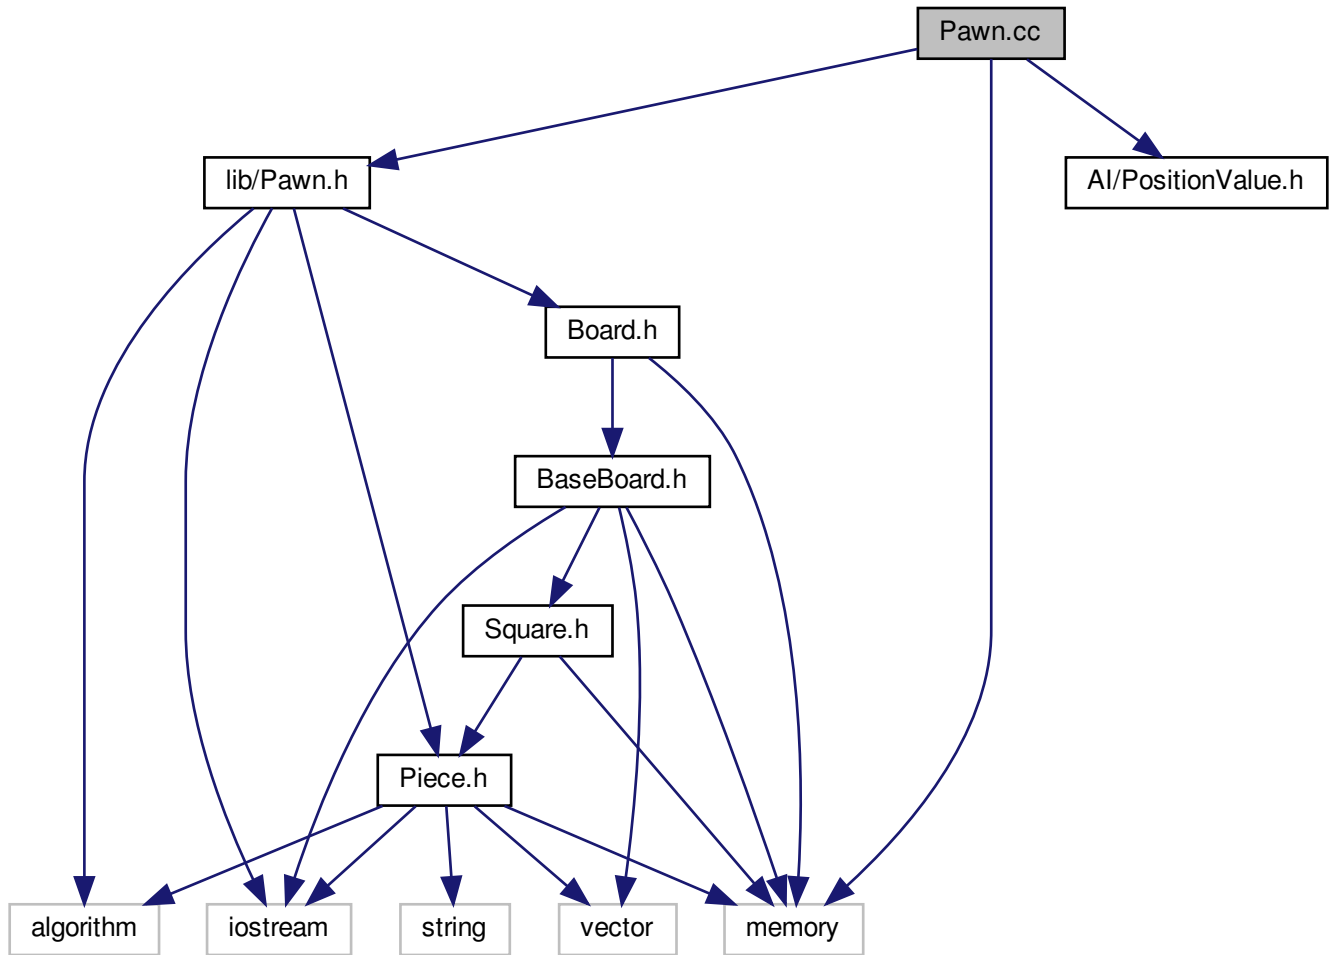 Pawn.cc
lib/Pawn.h
AI/PositionValue.h
Board.h
BaseBoard.h
Square.h
Piece.h
algorithm
iostream
string
vector
memory